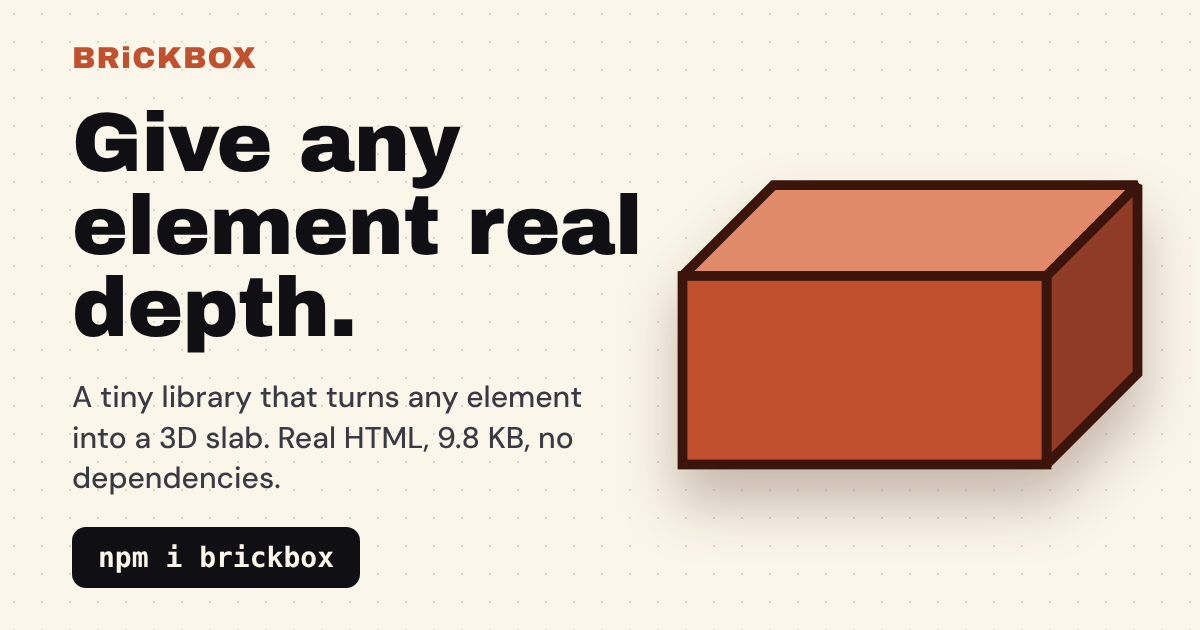 BRiCKBOX
Give any
element real
depth.
A tiny library that turns any element
into a 3D slab. Real HTML, 9.8 KB, no
dependencies.
npm i brickbox